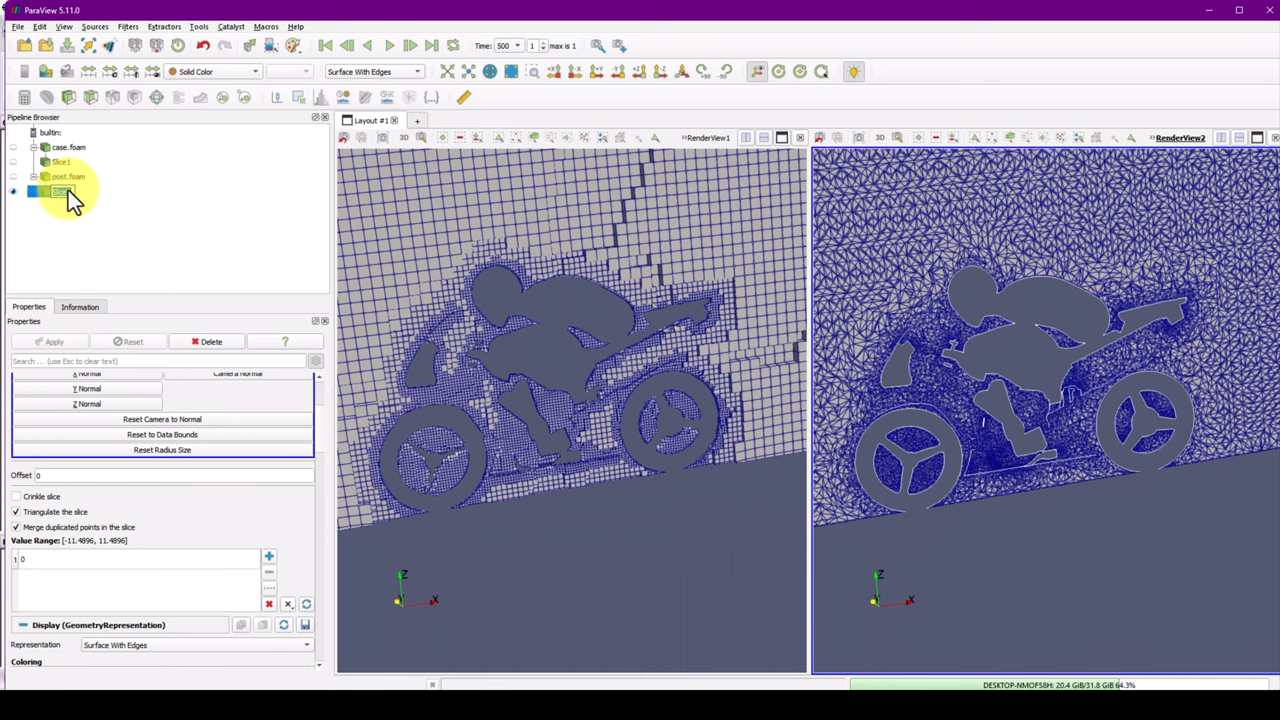 ParaView 5.11.0
File Edit View Sources Filters Extractors Tools Catalyst Macros Help
Time: 500 1 max is 1
Solid Color Surface With Edges
Pipeline Browser
Layout #1
builtin:
case.foam
Slice1
post.foam
3D RenderView1
3D RenderView2
Properties Information
Properties
Apply Reset Delete ?
Search ... (use Esc to clear text)
X Normal Camera Normal
Y Normal
Z Normal
Reset Camera to Normal
Reset to Data Bounds
Reset Radius Size
Offset 0
Crinkle slice
Triangulate the slice
Merge duplicated points in the slice
Value Range: [-11.4896, 11.4896]
1 0
Display (GeometryRepresentation)
Representation Surface With Edges
Coloring
Z
Y X
Z
Y X
DESKTOP-NMOF58H: 20.4 GiB/31.8 GiB 64.3%